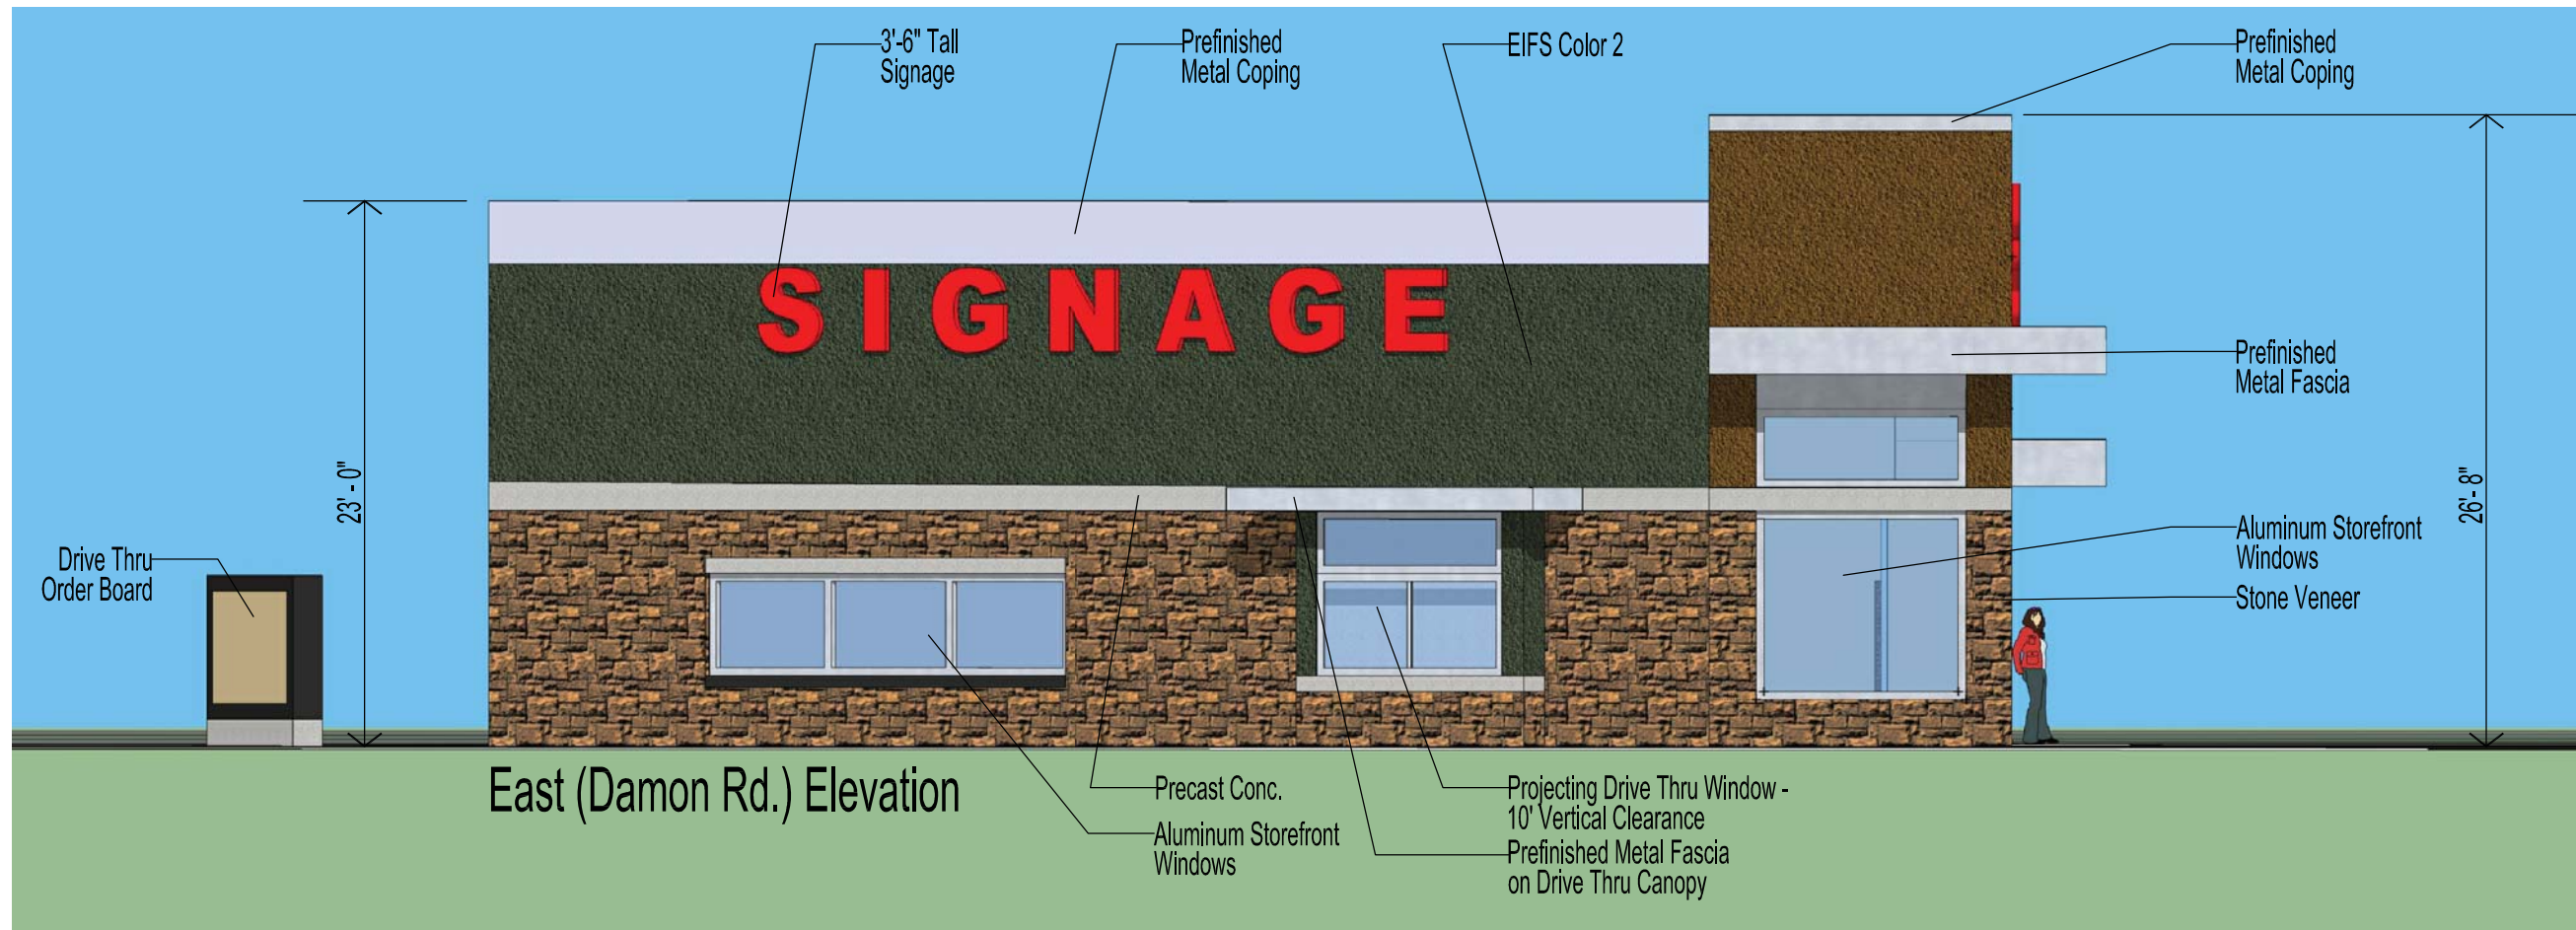 3'-6" Tall
Signage
Prefinished
Metal Coping
EIFS Color 2
Prefinished
Metal Coping
SIGNAGE
Prefinished
Metal Fascia
23' - 0"
26'- 8"
Drive Thru
Order Board
Aluminum Storefront
Windows
Stone Veneer
East (Damon Rd.) Elevation
Precast Conc.
Aluminum Storefront
Windows
Projecting Drive Thru Window -
10' Vertical Clearance
Prefinished Metal Fascia
on Drive Thru Canopy